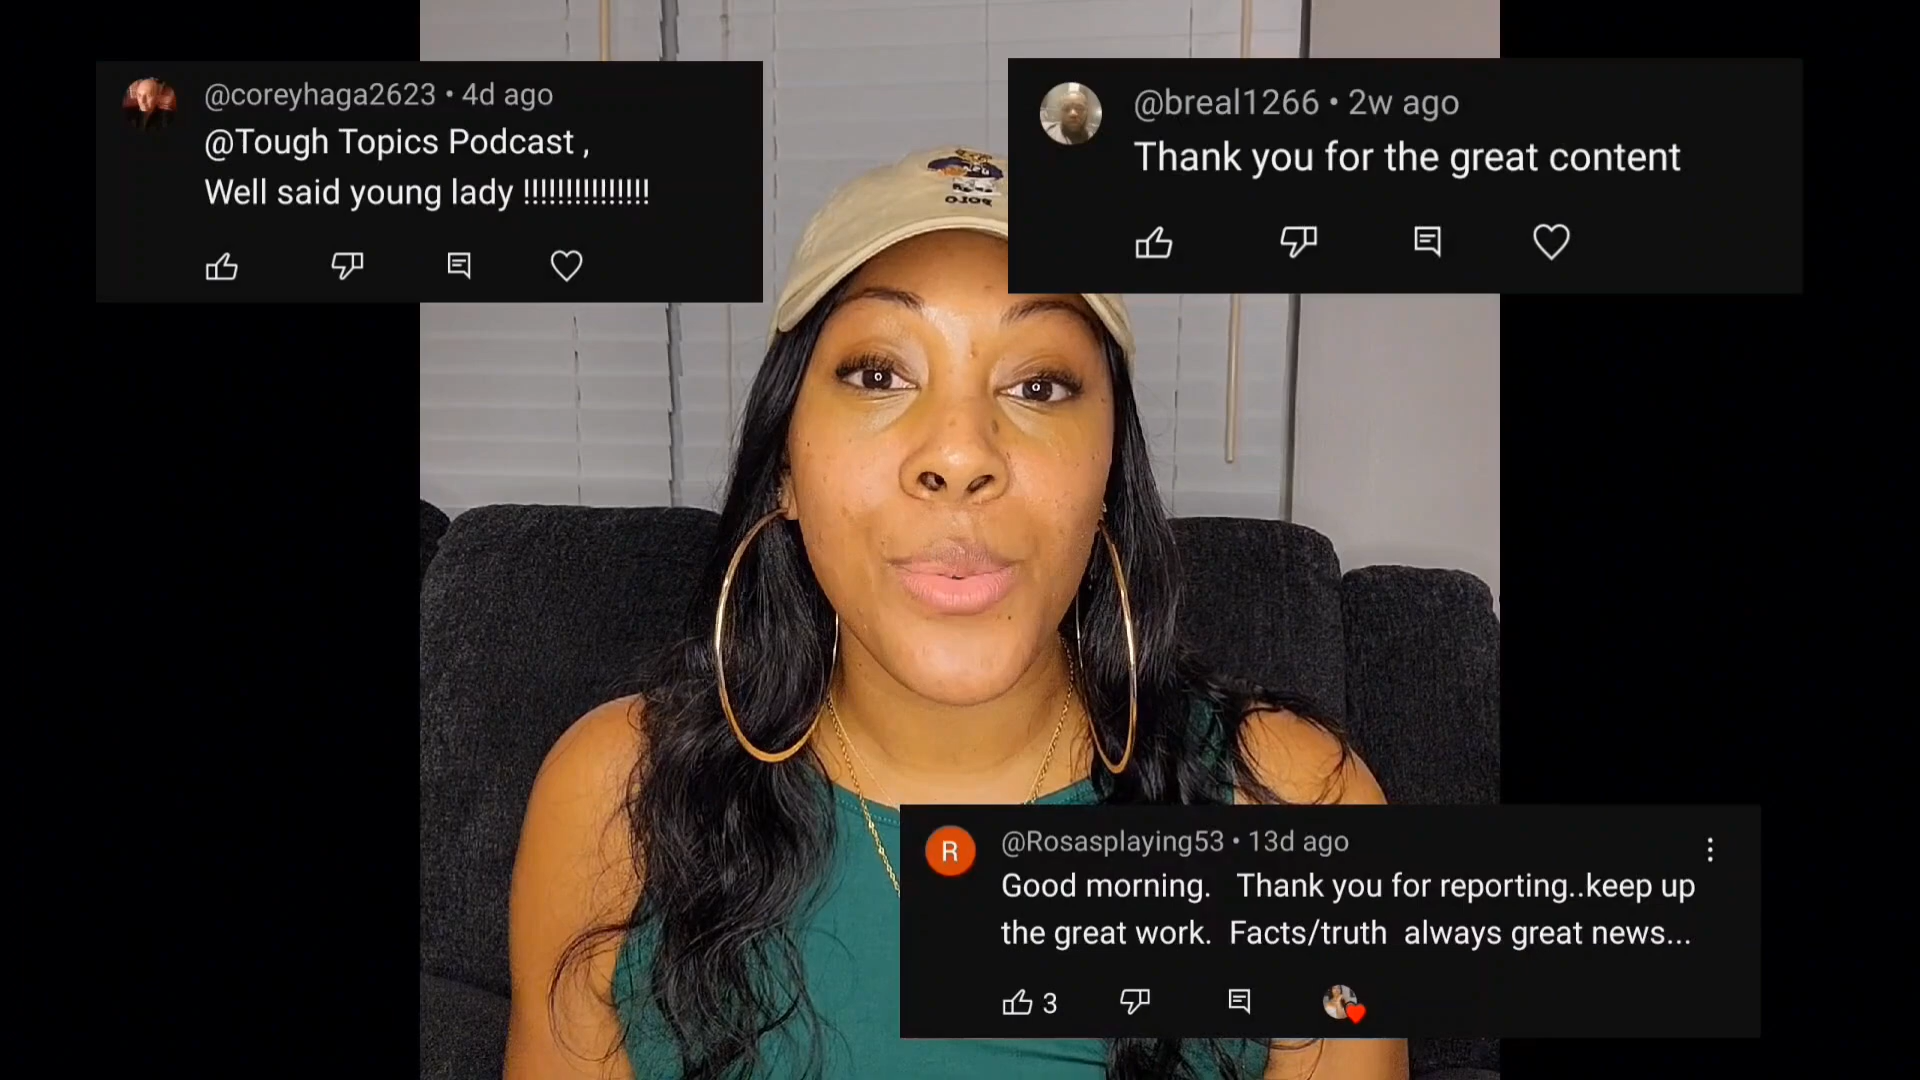 @coreyhaga2623 • 4d ago
@Tough Topics Podcast ,
Well said young lady !!!!!!!!!!!!!!!
@breal1266 • 2w ago
Thank you for the great content
POLO
R
@Rosasplaying53 • 13d ago
Good morning.   Thank you for reporting..keep up
the great work.  Facts/truth  always great news...
3